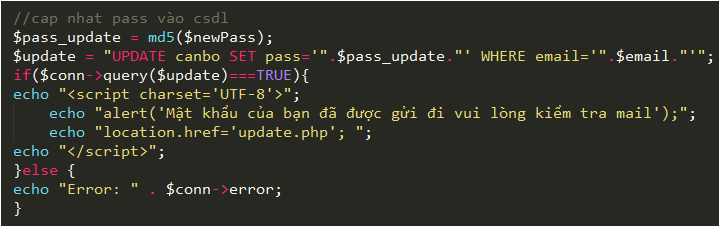 //cap nhat pass vào csdl
$pass_update = md5($newPass);
$update = "UPDATE canbo SET pass='".$pass_update."' WHERE email='".$email."'";
if($conn->query($update)===TRUE){
echo "<script charset='UTF-8'>";
echo "alert('Mật khẩu của bạn đã được gửi đi vui lòng kiểm tra mail');";
echo "location.href='update.php'; ";
echo "</script>";
}else {
echo "Error: " . $conn->error;
}